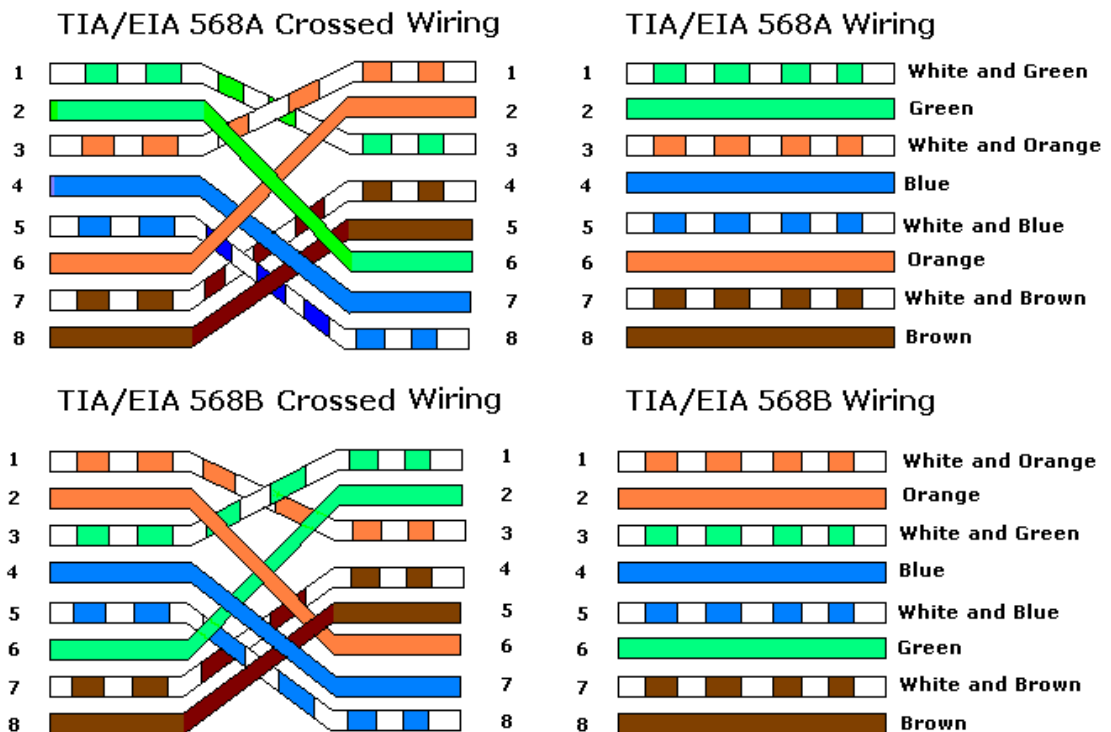 TIA/EIA 568A Crossed Wiring
1 1
2 2
3 3
4 4
5 5
6 6
7 7
8 8
TIA/EIA 568A Wiring
1 White and Green
2 Green
3 White and Orange
4 Blue
5 White and Blue
6 Orange
7 White and Brown
8 Brown
TIA/EIA 568B Crossed Wiring
1 1
2 2
3 3
4 4
5 5
6 6
7 7
8 8
TIA/EIA 568B Wiring
1 White and Orange
2 Orange
3 White and Green
4 Blue
5 White and Blue
6 Green
7 White and Brown
8 Brown